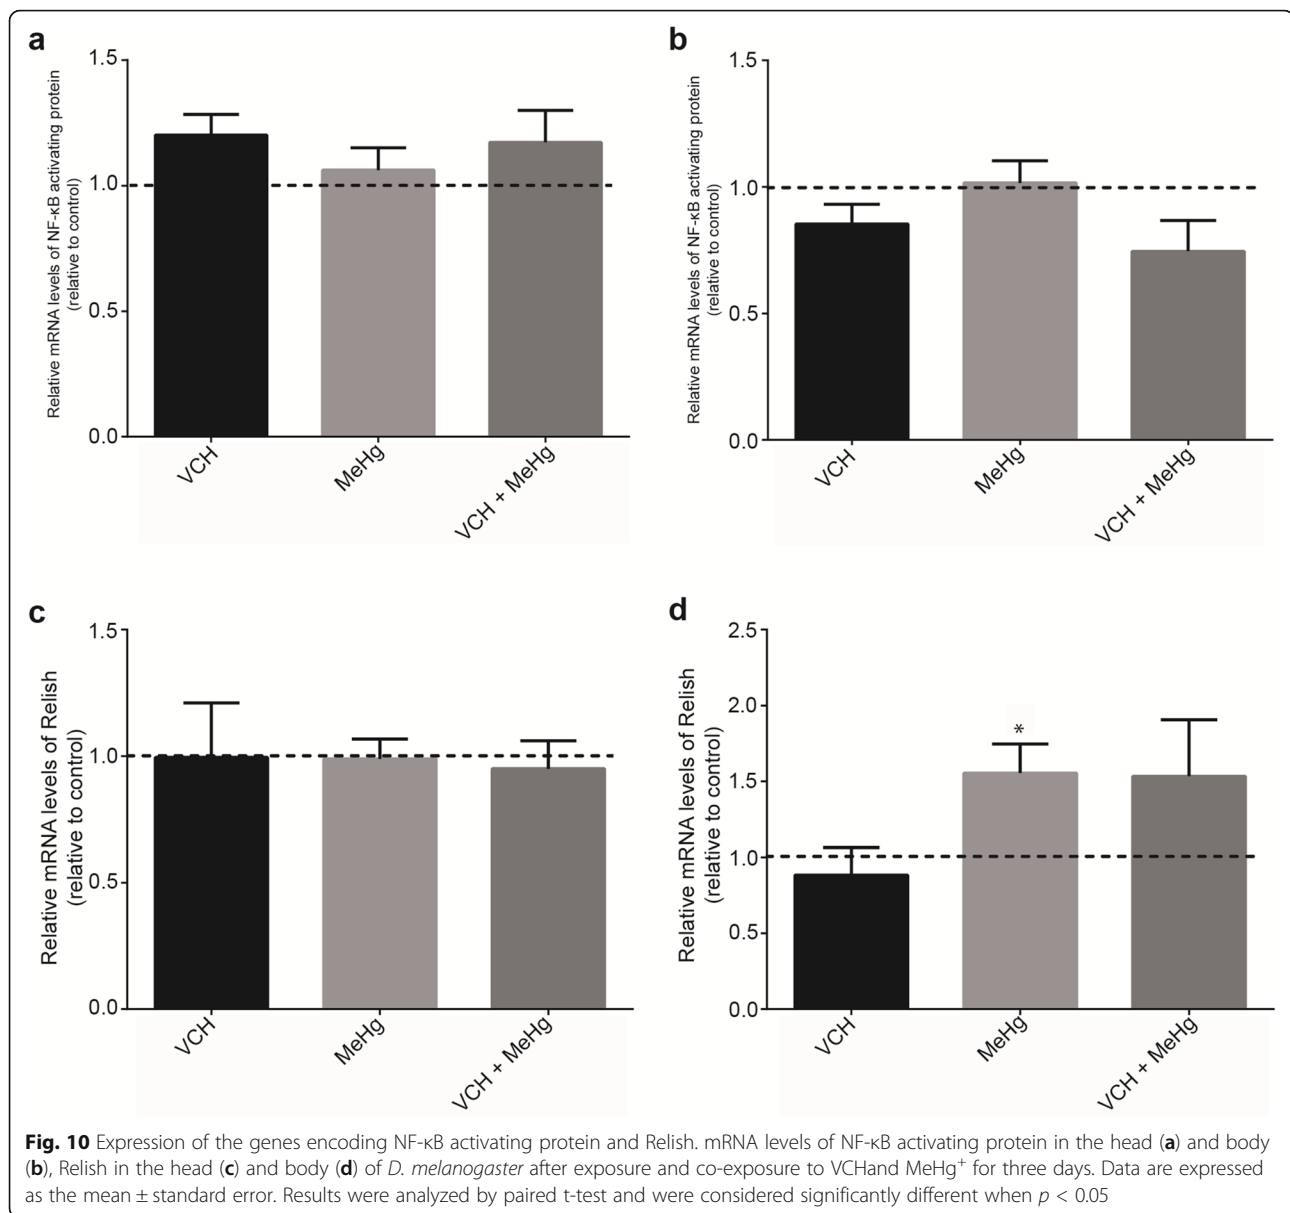 a
Relative mRNA levels of NF-κB activating protein
(relative to control)
1.5
1.0
0.5
0.0
VCH
MeHg
VCH + MeHg
b
Relative mRNA levels of NF-κB activating protein
(relative to control)
1.5
1.0
0.5
0.0
VCH
MeHg
VCH + MeHg
c
Relative mRNA levels of Relish
(relative to control)
1.5
1.0
0.5
0.0
VCH
MeHg
VCH + MeHg
d
Relative mRNA levels of Relish
(relative to control)
2.5
2.0
1.5
1.0
0.5
0.0
*
VCH
MeHg
VCH + MeHg
Fig. 10 Expression of the genes encoding NF-κB activating protein and Relish. mRNA levels of NF-κB activating protein in the head (a) and body
(b), Relish in the head (c) and body (d) of D. melanogaster after exposure and co-exposure to VCHand MeHg⁺ for three days. Data are expressed
as the mean ± standard error. Results were analyzed by paired t-test and were considered significantly different when p < 0.05